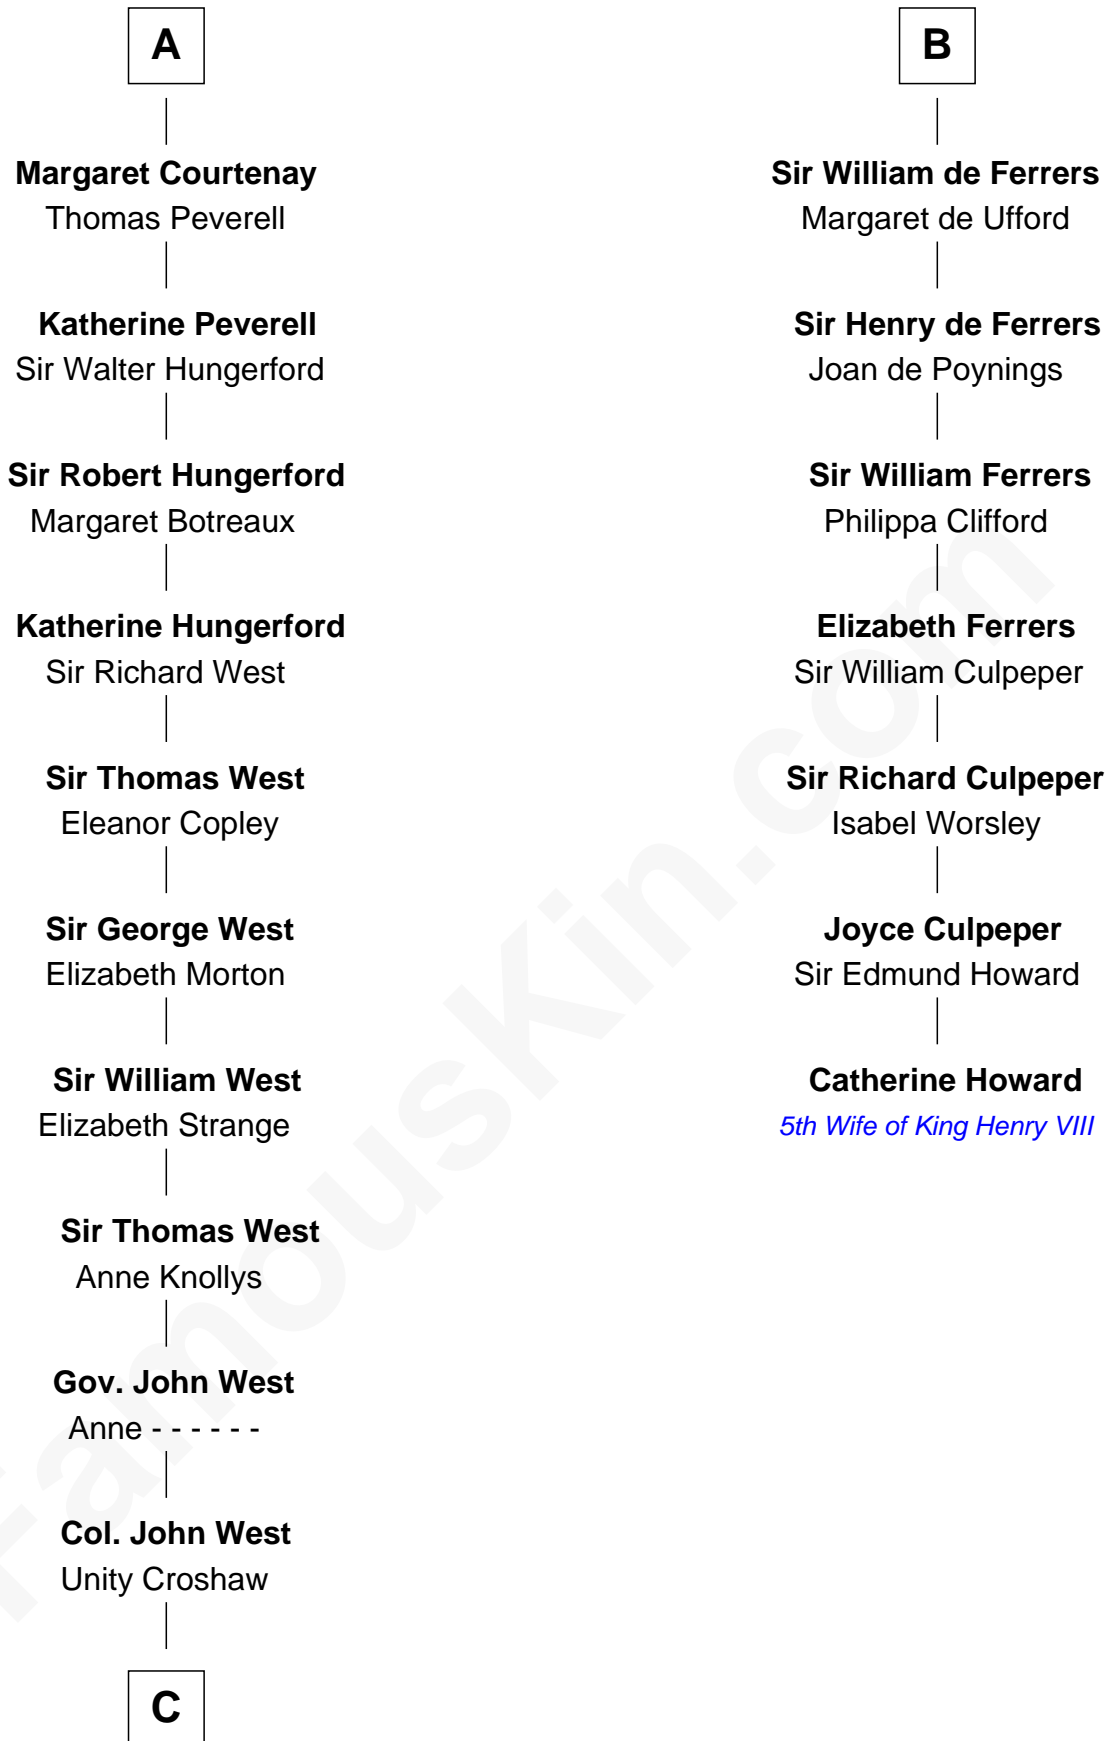 A
Margaret Courtenay
Thomas Peverell
Katherine Peverell
Sir Walter Hungerford
Sir Robert Hungerford
Margaret Botreaux
Katherine Hungerford
Sir Richard West
Sir Thomas West
Eleanor Copley
Sir George West
Elizabeth Morton
Sir William West
Elizabeth Strange
Sir Thomas West
Anne Knollys
Gov. John West
Anne - - - - - -
Col. John West
Unity Croshaw
C
B
Sir William de Ferrers
Margaret de Ufford
Sir Henry de Ferrers
Joan de Poynings
Sir William Ferrers
Philippa Clifford
Elizabeth Ferrers
Sir William Culpeper
Sir Richard Culpeper
Isabel Worsley
Joyce Culpeper
Sir Edmund Howard
Catherine Howard
5th Wife of King Henry VIII
FamousKin.com